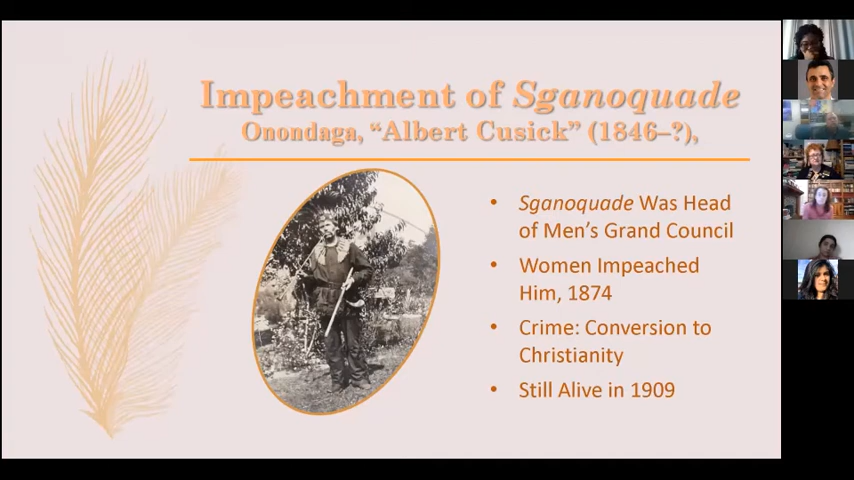 Impeachment of Sganoquade
Onondaga, “Albert Cusick” (1846–?),
• Sganoquade Was Head
of Men's Grand Council
• Women Impeached
Him, 1874
• Crime: Conversion to
Christianity
• Still Alive in 1909